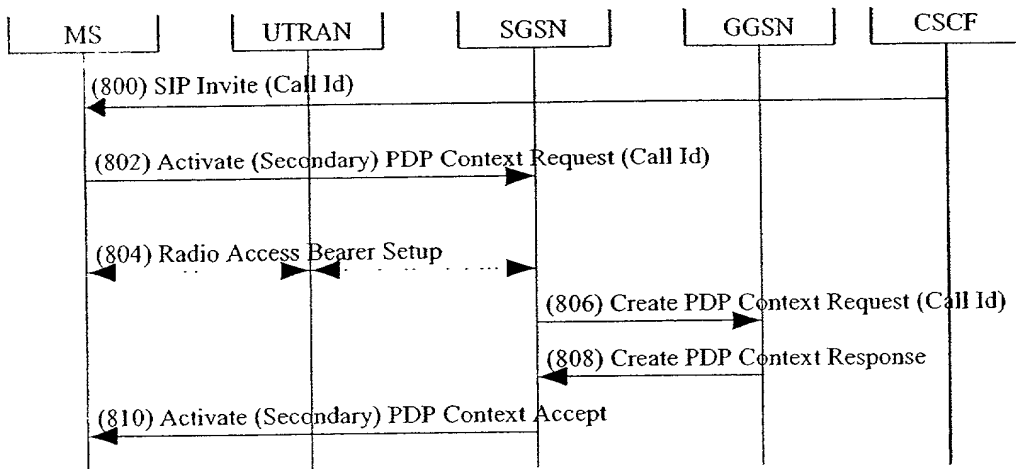 MS UTRAN SGSN GGSN CSCF
(800) SIP Invite (Call Id)
(802) Activate (Secondary) PDP Context Request (Call Id)
(804) Radio Access Bearer Setup
(806) Create PDP Context Request (Call Id)
(808) Create PDP Context Response
(810) Activate (Secondary) PDP Context Accept